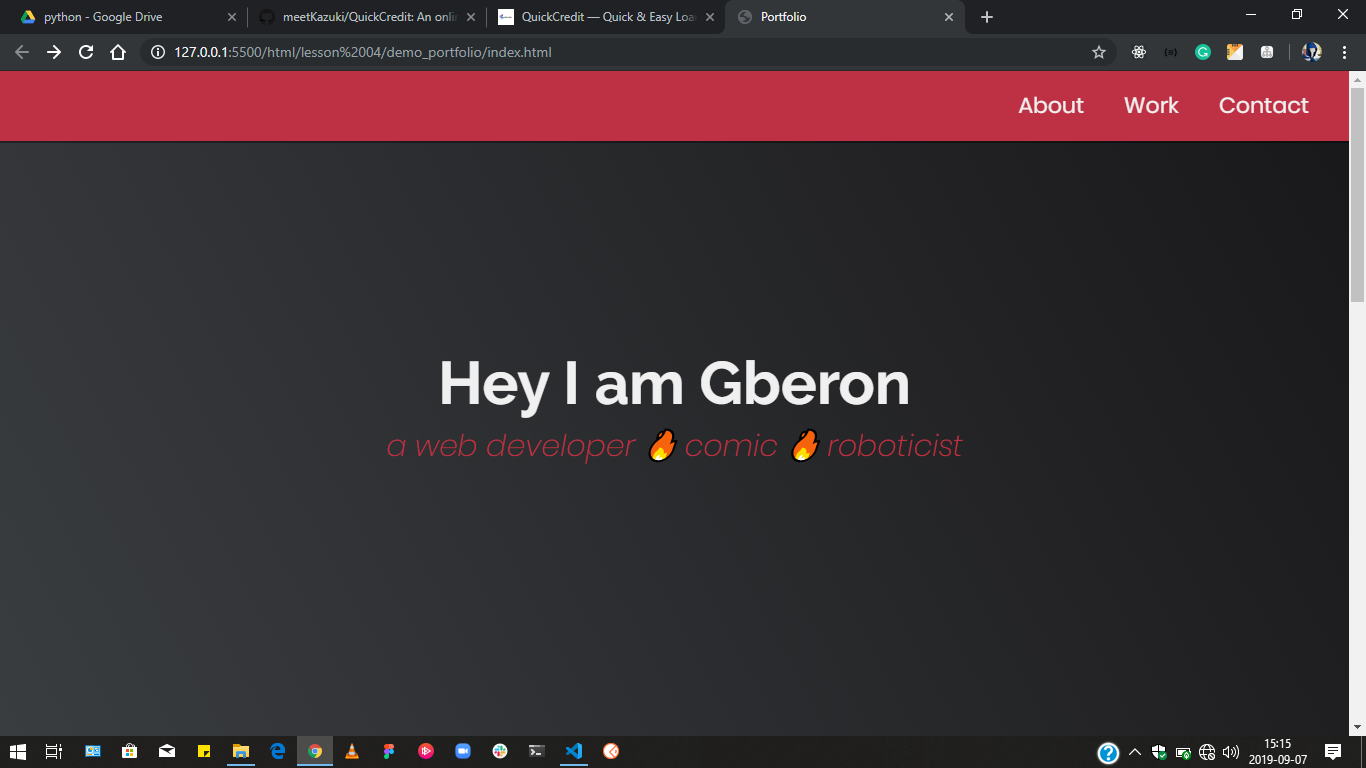 python - Google Drive
meetKazuki/QuickCredit: An onli
QuickCredit — Quick & Easy Loa
Portfolio
127.0.0.1:5500/html/lesson%2004/demo_portfolio/index.html
About Work Contact
Hey I am Gberon
a web developer 🔥 comic 🔥 roboticist
15:15
2019-09-07